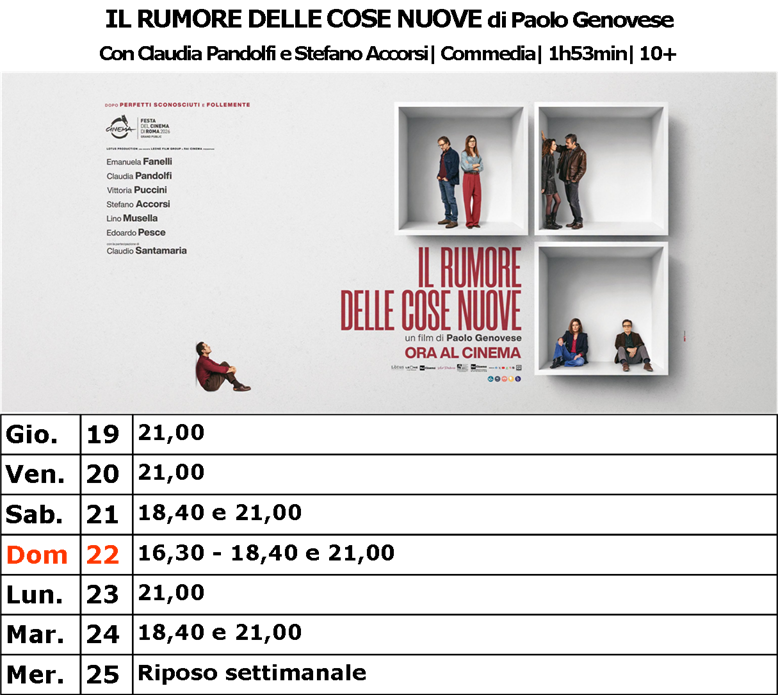 IL RUMORE DELLE COSE NUOVE di Paolo Genovese
Con Claudia Pandolfi e Stefano Accorsi| Commedia| 1h53min| 10+
DOPO PERFETTI SCONOSCIUTI E FOLLEMENTE
CINEMA
FESTA
DEL CINEMA
DI ROMA 2026
GRAND PUBLIC
Emanuela Fanelli
Claudia Pandolfi
Vittoria Puccini
Stefano Accorsi
Lino Musella
Edoardo Pesce
Claudio Santamaria
IL RUMORE
DELLE COSE NUOVE
un film di Paolo Genovese
ORA AL CINEMA
Gio. 19 21,00
Ven. 20 21,00
Sab. 21 18,40 e 21,00
Dom 22 16,30 - 18,40 e 21,00
Lun. 23 21,00
Mar. 24 18,40 e 21,00
Mer. 25 Riposo settimanale